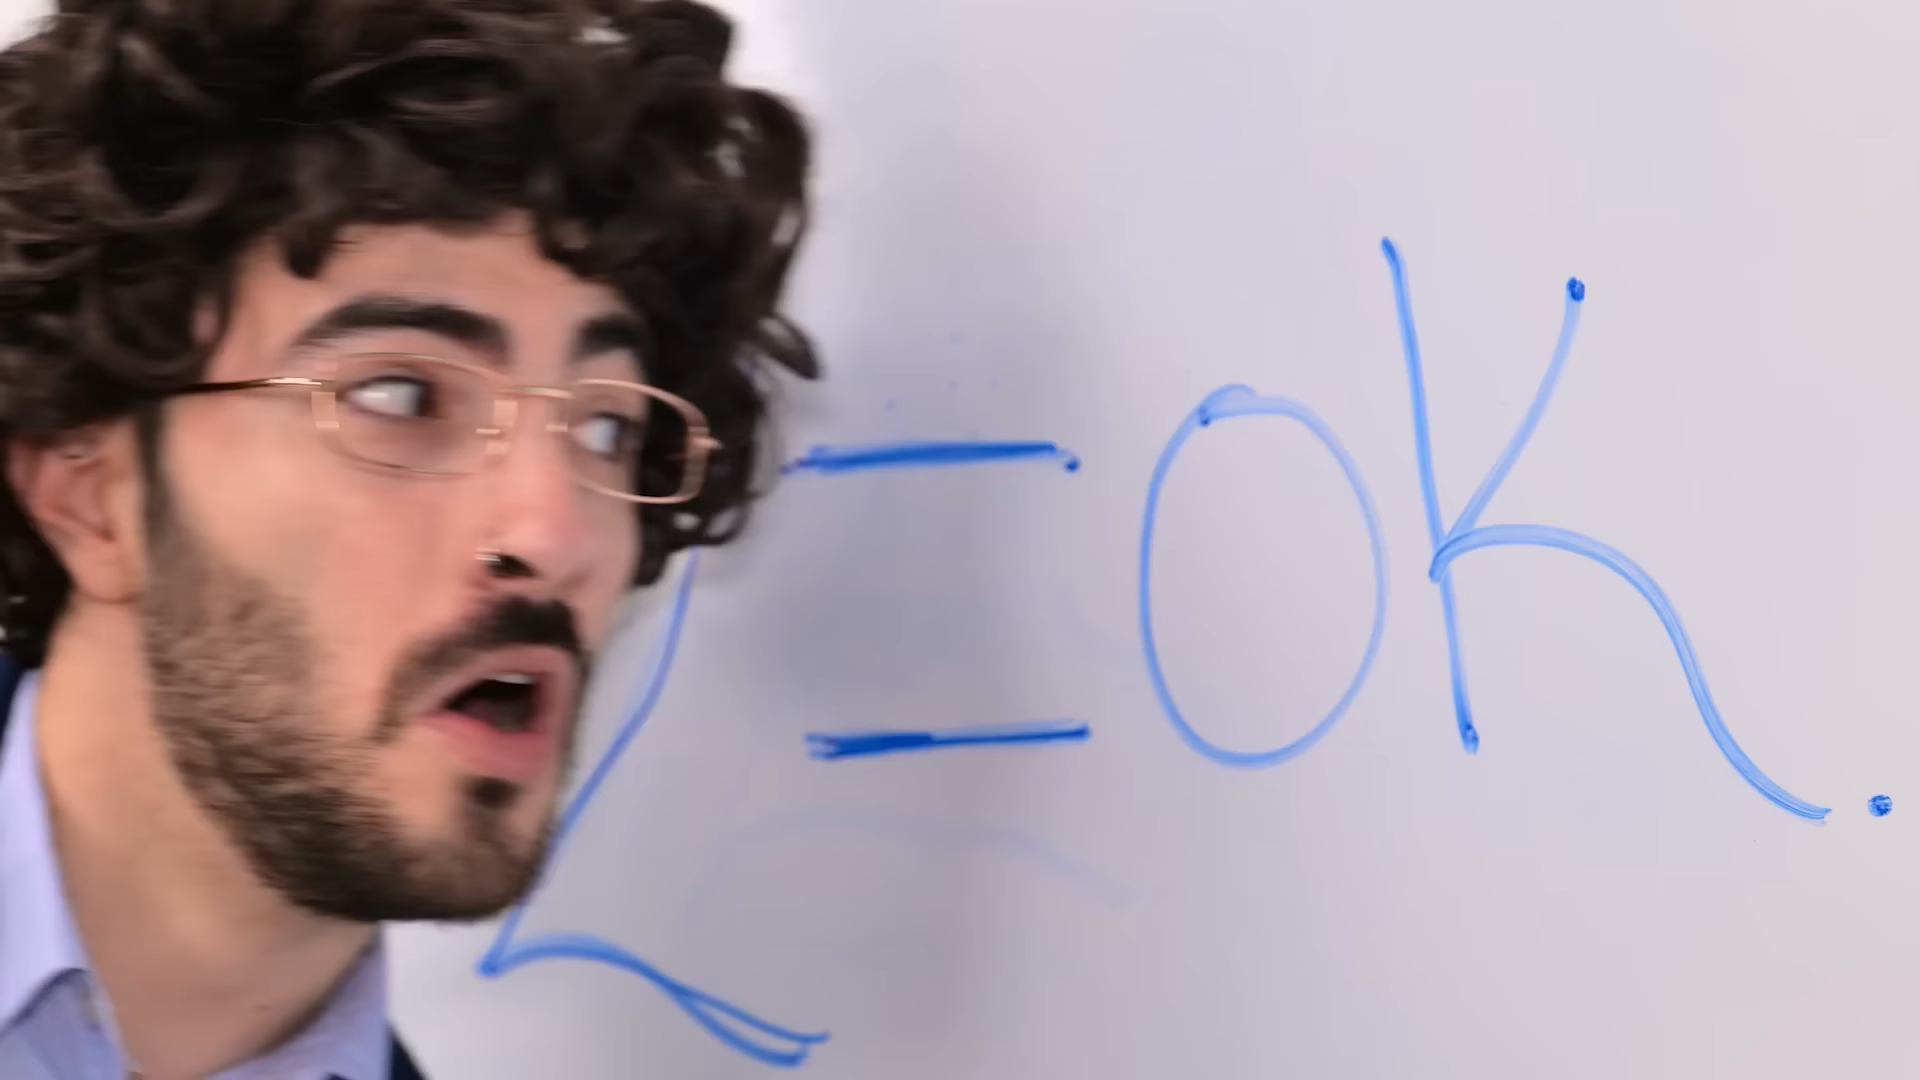 = OK.